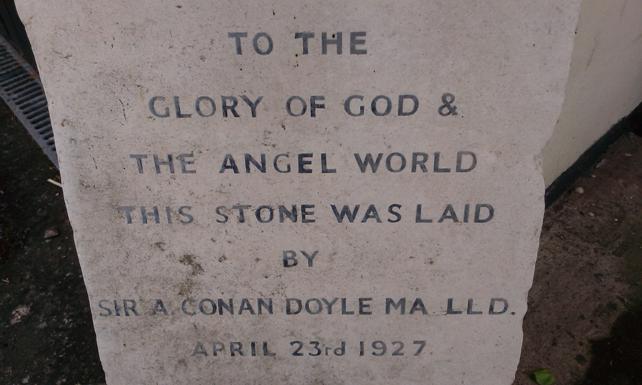 TO THE
GLORY OF GOD &
THE ANGEL WORLD
THIS STONE WAS LAID
BY
SIR A CONAN DOYLE MA LLD.
APRIL 23rd 1927